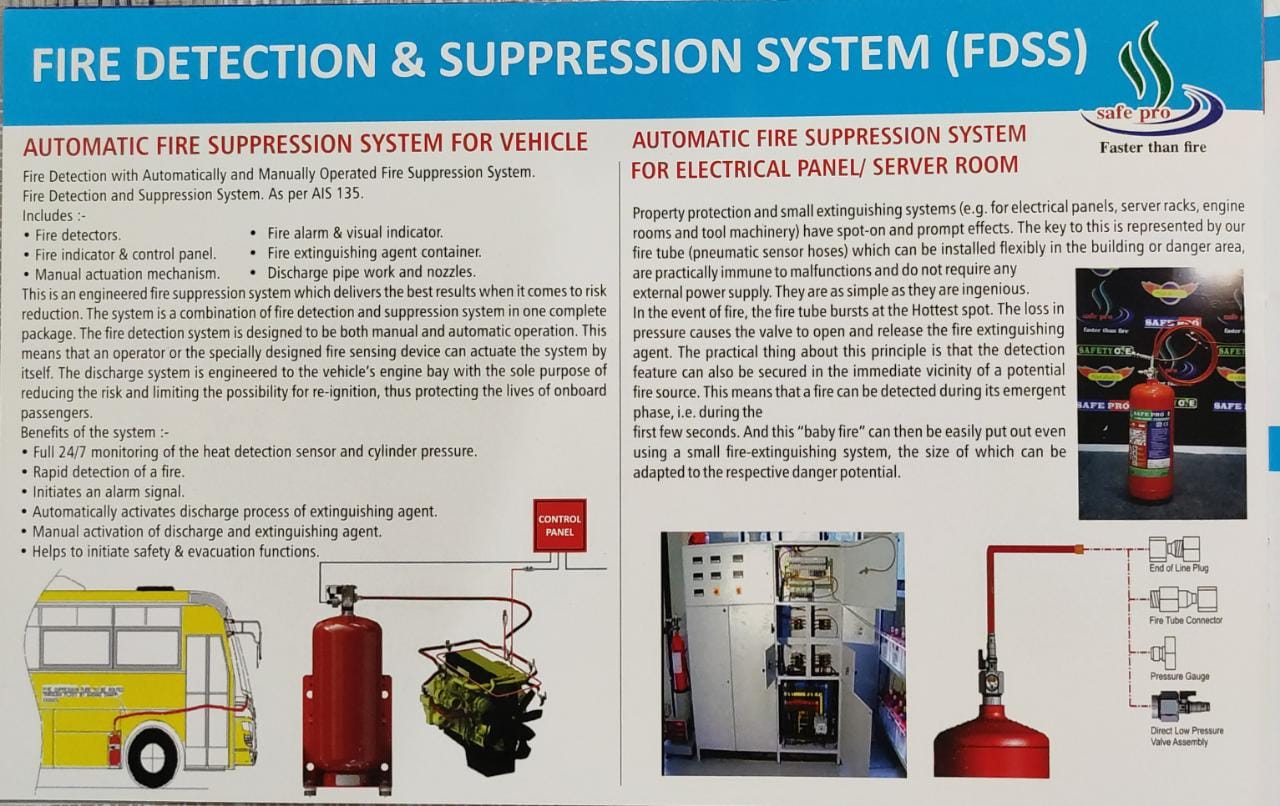 FIRE DETECTION & SUPPRESSION SYSTEM (FDSS)
safe pro
Faster than fire
AUTOMATIC FIRE SUPPRESSION SYSTEM FOR VEHICLE
Fire Detection with Automatically and Manually Operated Fire Suppression System.
Fire Detection and Suppression System. As per AIS 135.
Includes :-
• Fire detectors.
• Fire indicator & control panel.
• Manual actuation mechanism.
• Fire alarm & visual indicator.
• Fire extinguishing agent container.
• Discharge pipe work and nozzles.
This is an engineered fire suppression system which delivers the best results when it comes to risk
reduction. The system is a combination of fire detection and suppression system in one complete
package. The fire detection system is designed to be both manual and automatic operation. This
means that an operator or the specially designed fire sensing device can actuate the system by
itself. The discharge system is engineered to the vehicle's engine bay with the sole purpose of
reducing the risk and limiting the possibility for re-ignition, thus protecting the lives of onboard
passengers.
Benefits of the system :-
• Full 24/7 monitoring of the heat detection sensor and cylinder pressure.
• Rapid detection of a fire.
• Initiates an alarm signal.
• Automatically activates discharge process of extinguishing agent.
• Manual activation of discharge and extinguishing agent.
• Helps to initiate safety & evacuation functions.
CONTROL
PANEL
AUTOMATIC FIRE SUPPRESSION SYSTEM
FOR ELECTRICAL PANEL/ SERVER ROOM
Property protection and small extinguishing systems (e.g. for electrical panels, server racks, engine
rooms and tool machinery) have spot-on and prompt effects. The key to this is represented by our
fire tube (pneumatic sensor hoses) which can be installed flexibly in the building or danger area,
are practically immune to malfunctions and do not require any
external power supply. They are as simple as they are ingenious.
In the event of fire, the fire tube bursts at the Hottest spot. The loss in
pressure causes the valve to open and release the fire extinguishing
agent. The practical thing about this principle is that the detection
feature can also be secured in the immediate vicinity of a potential
fire source. This means that a fire can be detected during its emergent
phase, i.e. during the
first few seconds. And this "baby fire" can then be easily put out even
using a small fire-extinguishing system, the size of which can be
adapted to the respective danger potential.
safe pro
faster than fire
SAFE PRO
faster than fire
SAFETY O.E
SAFE
SAFE PRO
SAFE PRO
O.E
SAFE
End of Line Plug
Fire Tube Connector
Pressure Gauge
Direct Low Pressure
Valve Assembly